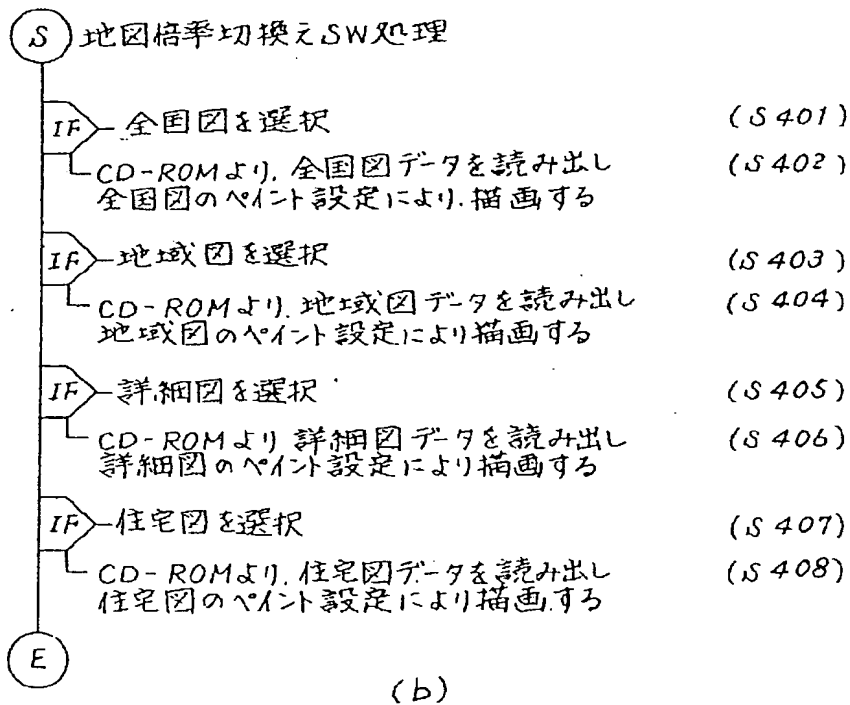 S 地図倍率切換えSW処理
IF 全国図を選択 (S401)
CD-ROMより、全国図データを読み出し (S402)
全国図のペイント設定により、描画する
IF 地域図を選択 (S403)
CD-ROMより、地域図データを読み出し (S404)
地域図のペイント設定により描画する
IF 詳細図を選択 (S405)
CD-ROMより 詳細図データを読み出し (S406)
詳細図のペイント設定により描画する
IF 住宅図を選択 (S407)
CD-ROMより、住宅図データを読み出し (S408)
住宅図のペイント設定により描画する
E
(b)